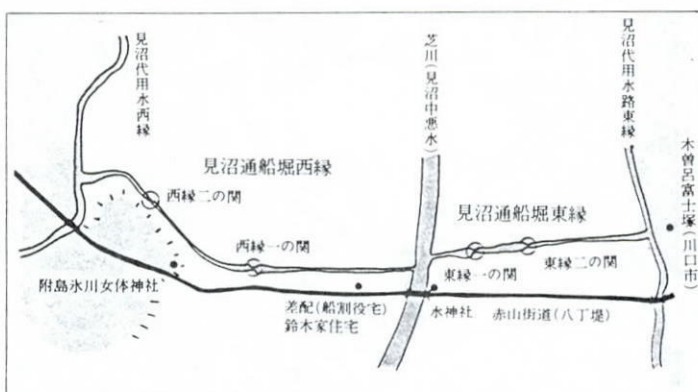 見沼代用水西縁
芝川(見沼中悪水)
見沼代用水路東縁
木曽呂富士塚(川口市)
見沼通船堀西縁
西縁二の関
西縁一の関
見沼通船堀東縁
東縁一の関
東縁二の関
附島氷川女体神社
差配(船割役宅)
鈴木家住宅
水神社
赤山街道(八丁堤)